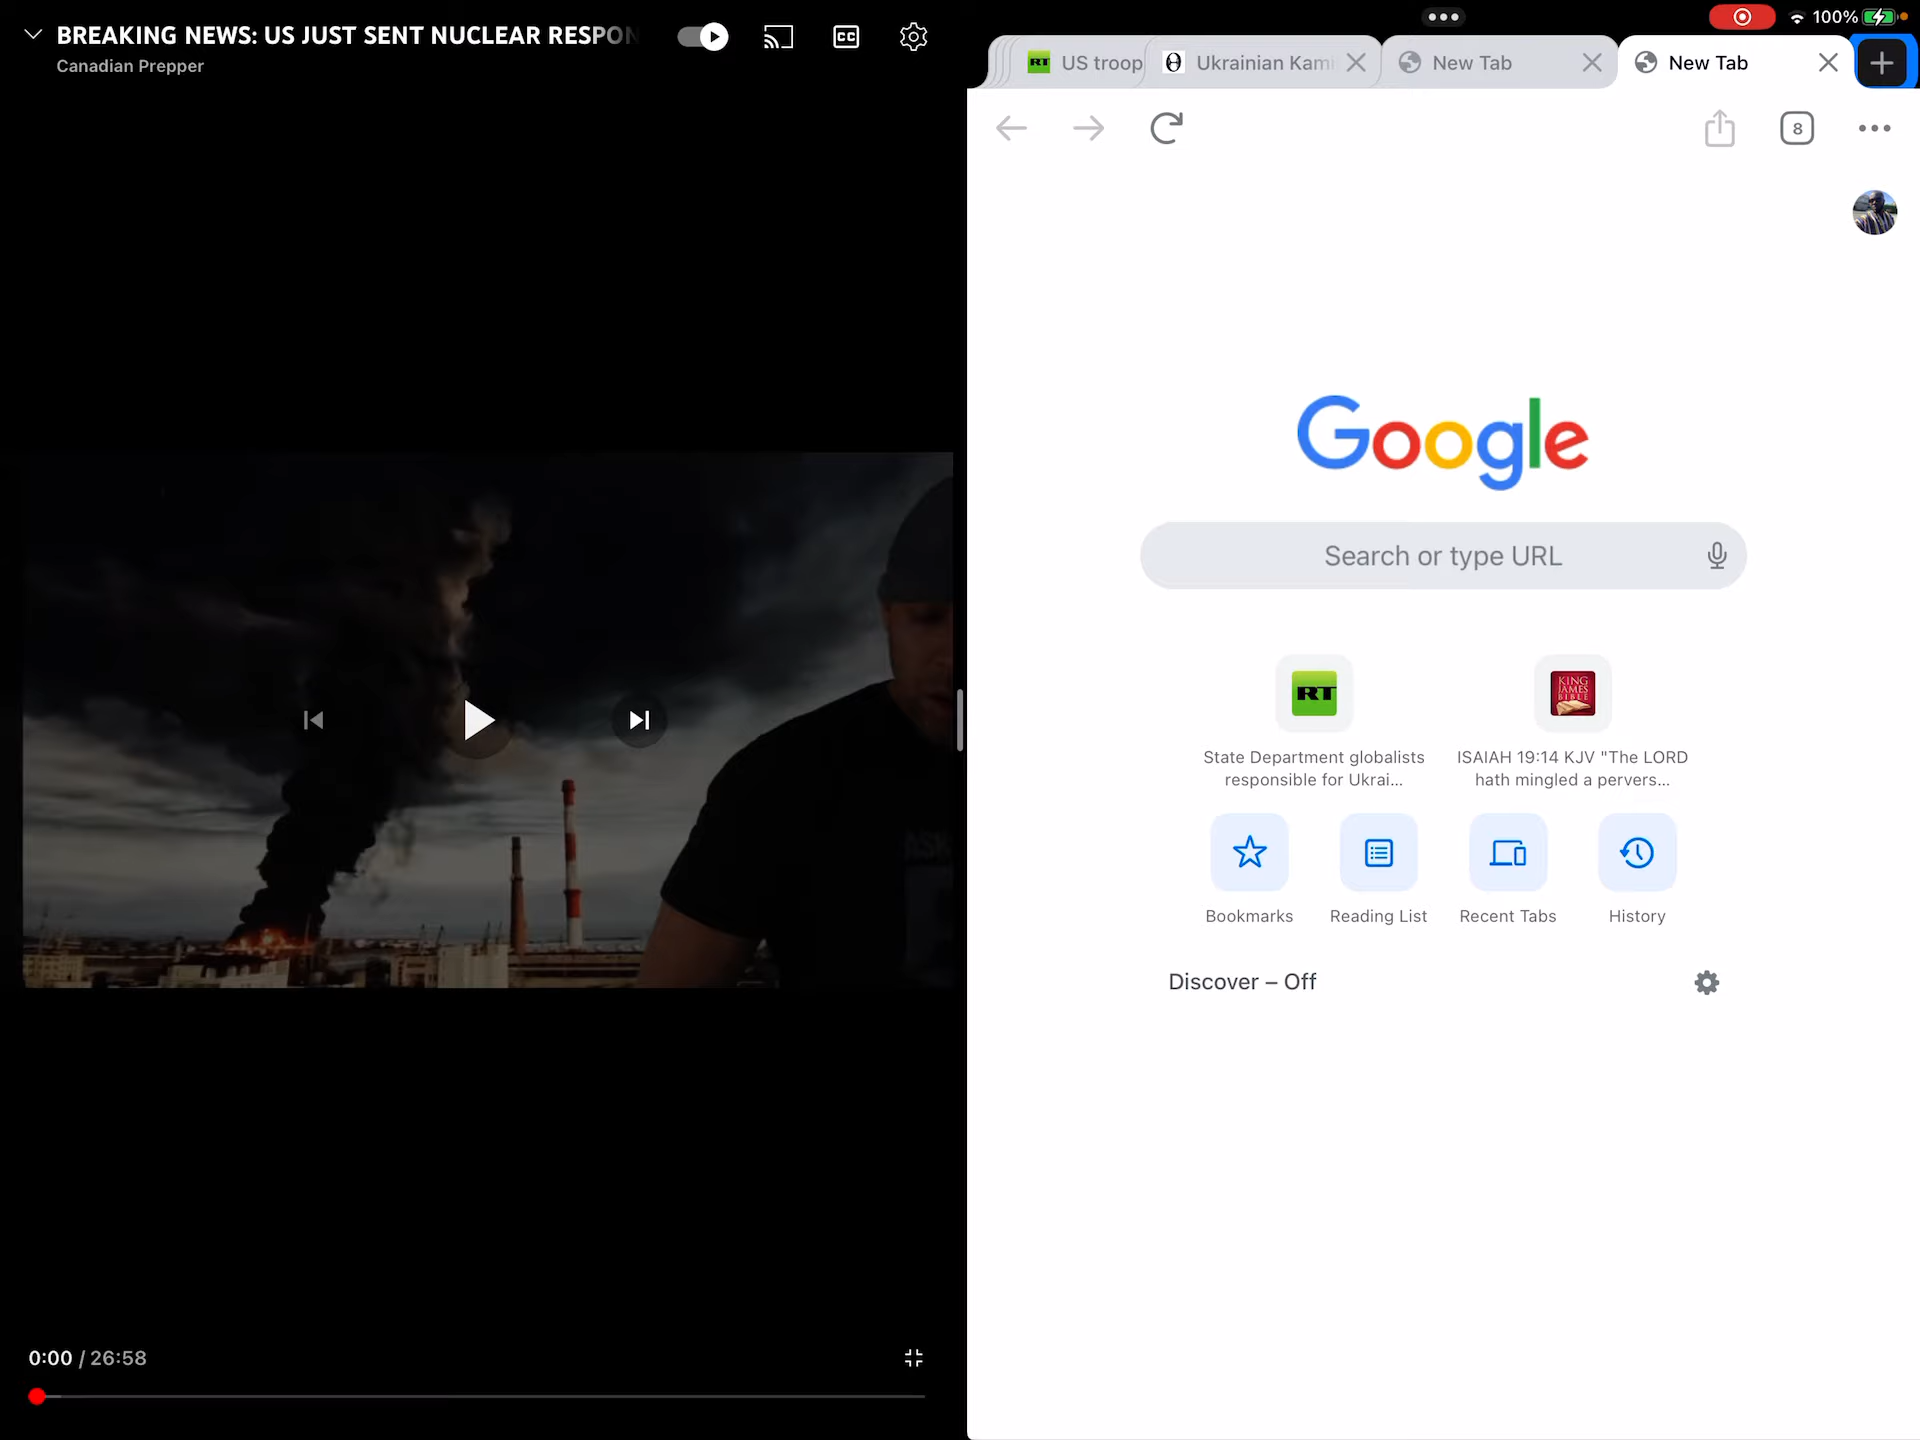 BREAKING NEWS: US JUST SENT NUCLEAR RESPON
Canadian Prepper
CC
0:00 / 26:58
100%
RT US troop
Ukrainian Kami
New Tab
New Tab
8
Google
Search or type URL
RT
KING JAMES BIBLE
State Department globalists
responsible for Ukrai...
ISAIAH 19:14 KJV "The LORD
hath mingled a pervers...
Bookmarks
Reading List
Recent Tabs
History
Discover – Off